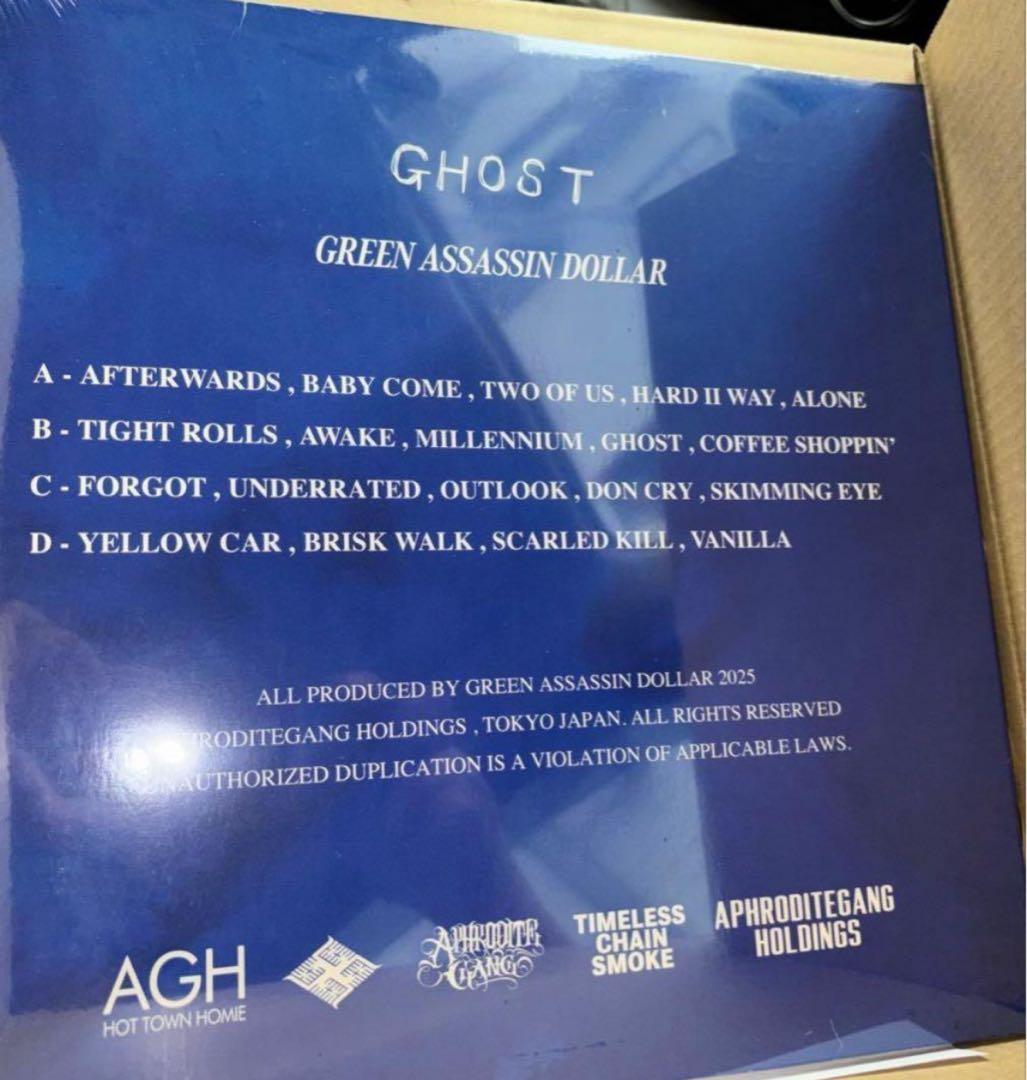 GHOST
GREEN ASSASSIN DOLLAR
A - AFTERWARDS , BABY COME , TWO OF US , HARD II WAY , ALONE
B - TIGHT ROLLS , AWAKE , MILLENNIUM , GHOST , COFFEE SHOPPIN'
C - FORGOT , UNDERRATED , OUTLOOK , DON CRY , SKIMMING EYE
D - YELLOW CAR , BRISK WALK , SCARLED KILL , VANILLA
ALL PRODUCED BY GREEN ASSASSIN DOLLAR 2025
HOLDINGS , TOKYO JAPAN. ALL RIGHTS RESERVED
UNAUTHORIZED DUPLICATION IS A VIOLATION OF APPLICABLE LAWS.
AGH
HOT TOWN HOMIE
APHRODITE
GANG
TIMELESS
CHAIN
SMOKE
APHRODITEGANG
HOLDINGS